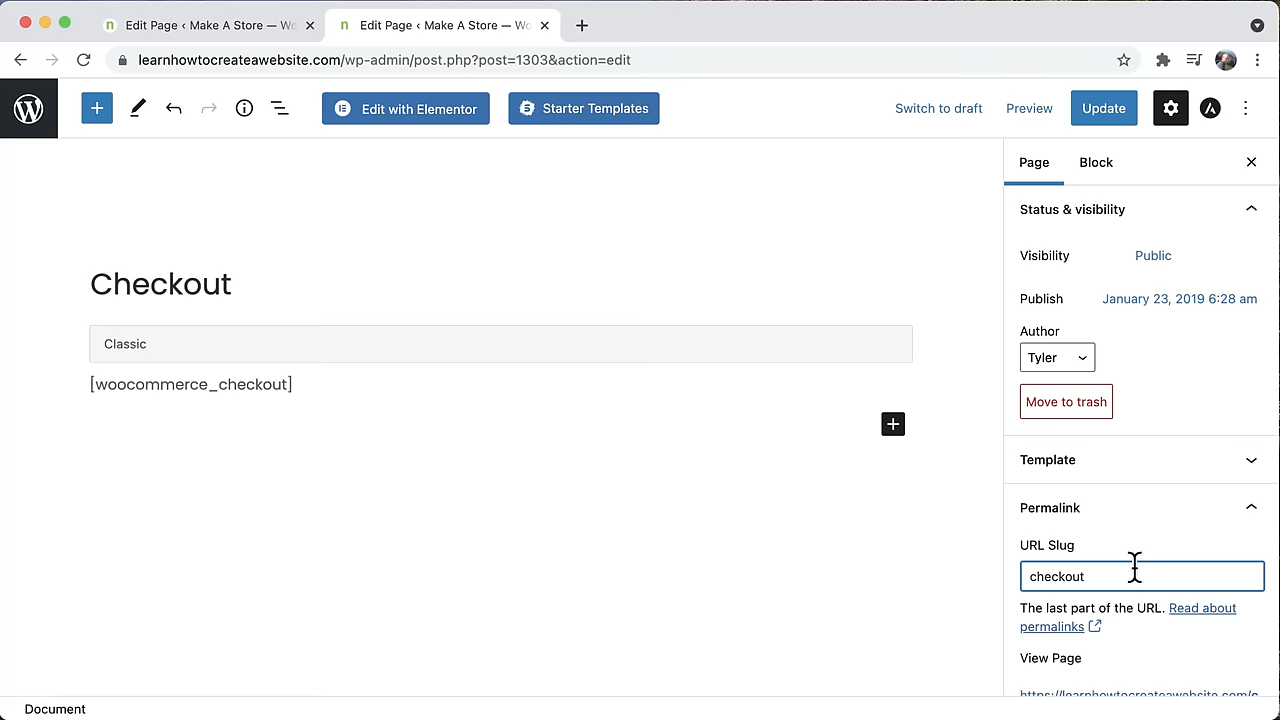 Edit Page ‹ Make A Store — Wo
Edit Page ‹ Make A Store — Wo
learnhowtocreateawebsite.com/wp-admin/post.php?post=1303&action=edit
Edit with Elementor
Starter Templates
Switch to draft
Preview
Update
Page
Block
Status & visibility
Visibility
Public
Publish
January 23, 2019 6:28 am
Author
Tyler
Move to trash
Checkout
Classic
[woocommerce_checkout]
Template
Permalink
URL Slug
checkout
The last part of the URL. Read about
permalinks
View Page
https://learnhowtocreateawebsite.com/c
Document